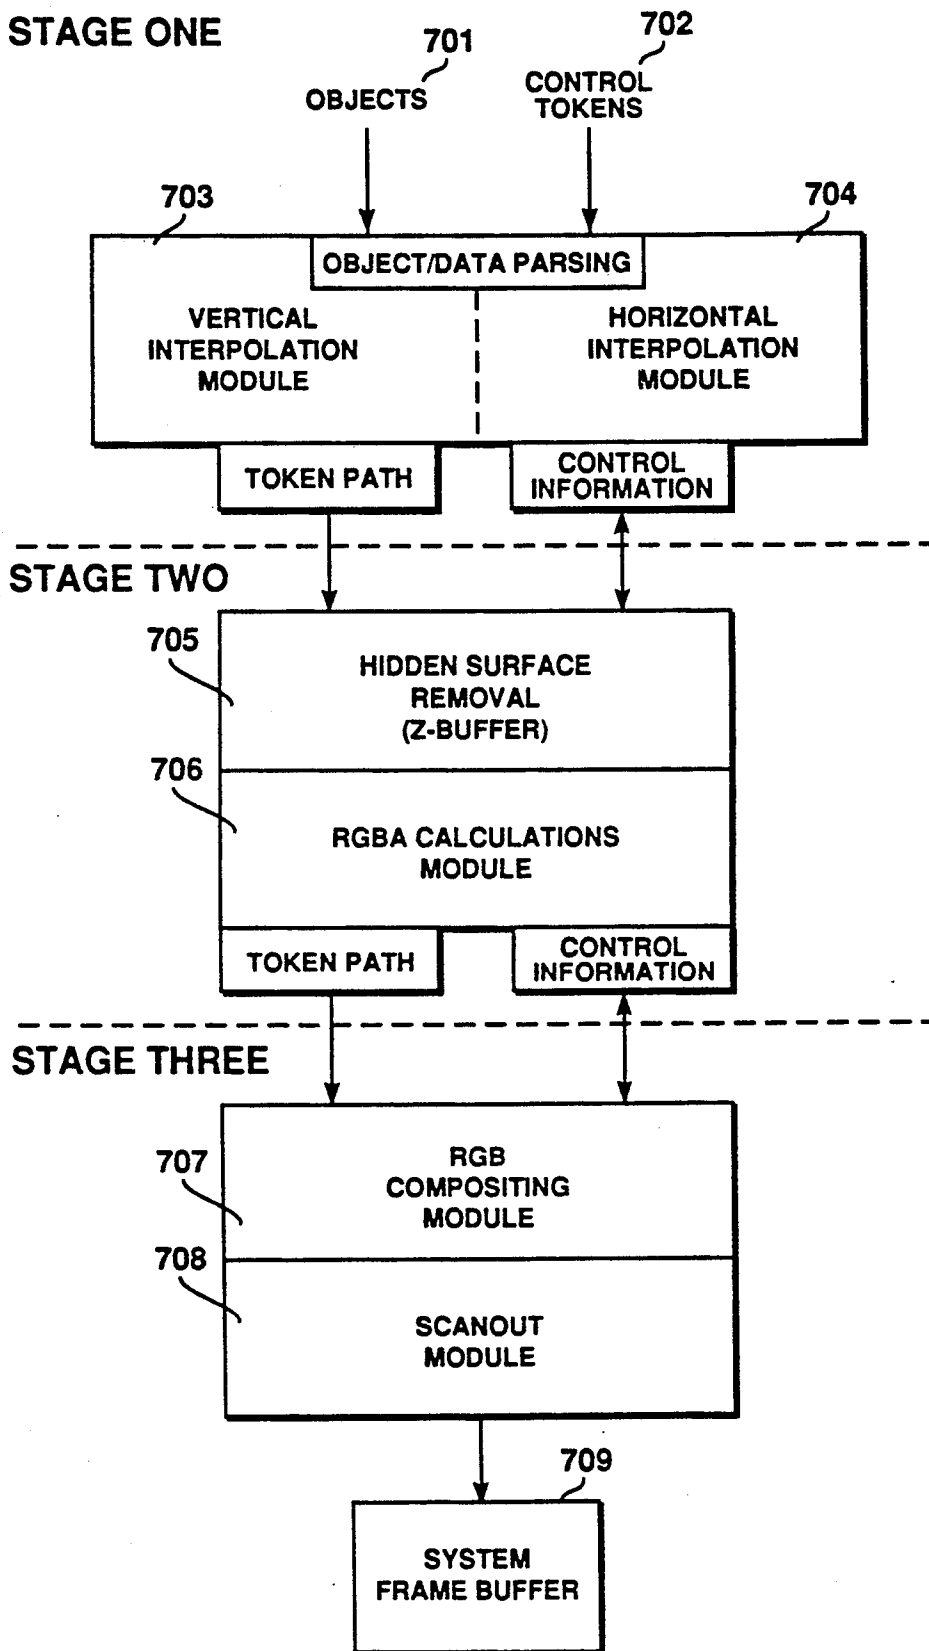 STAGE ONE
701
702
OBJECTS
CONTROL
TOKENS
703
704
OBJECT/DATA PARSING
VERTICAL
INTERPOLATION
MODULE
HORIZONTAL
INTERPOLATION
MODULE
TOKEN PATH
CONTROL
INFORMATION
STAGE TWO
705
HIDDEN SURFACE
REMOVAL
(Z-BUFFER)
706
RGBA CALCULATIONS
MODULE
TOKEN PATH
CONTROL
INFORMATION
STAGE THREE
707
RGB
COMPOSITING
MODULE
708
SCANOUT
MODULE
709
SYSTEM
FRAME BUFFER